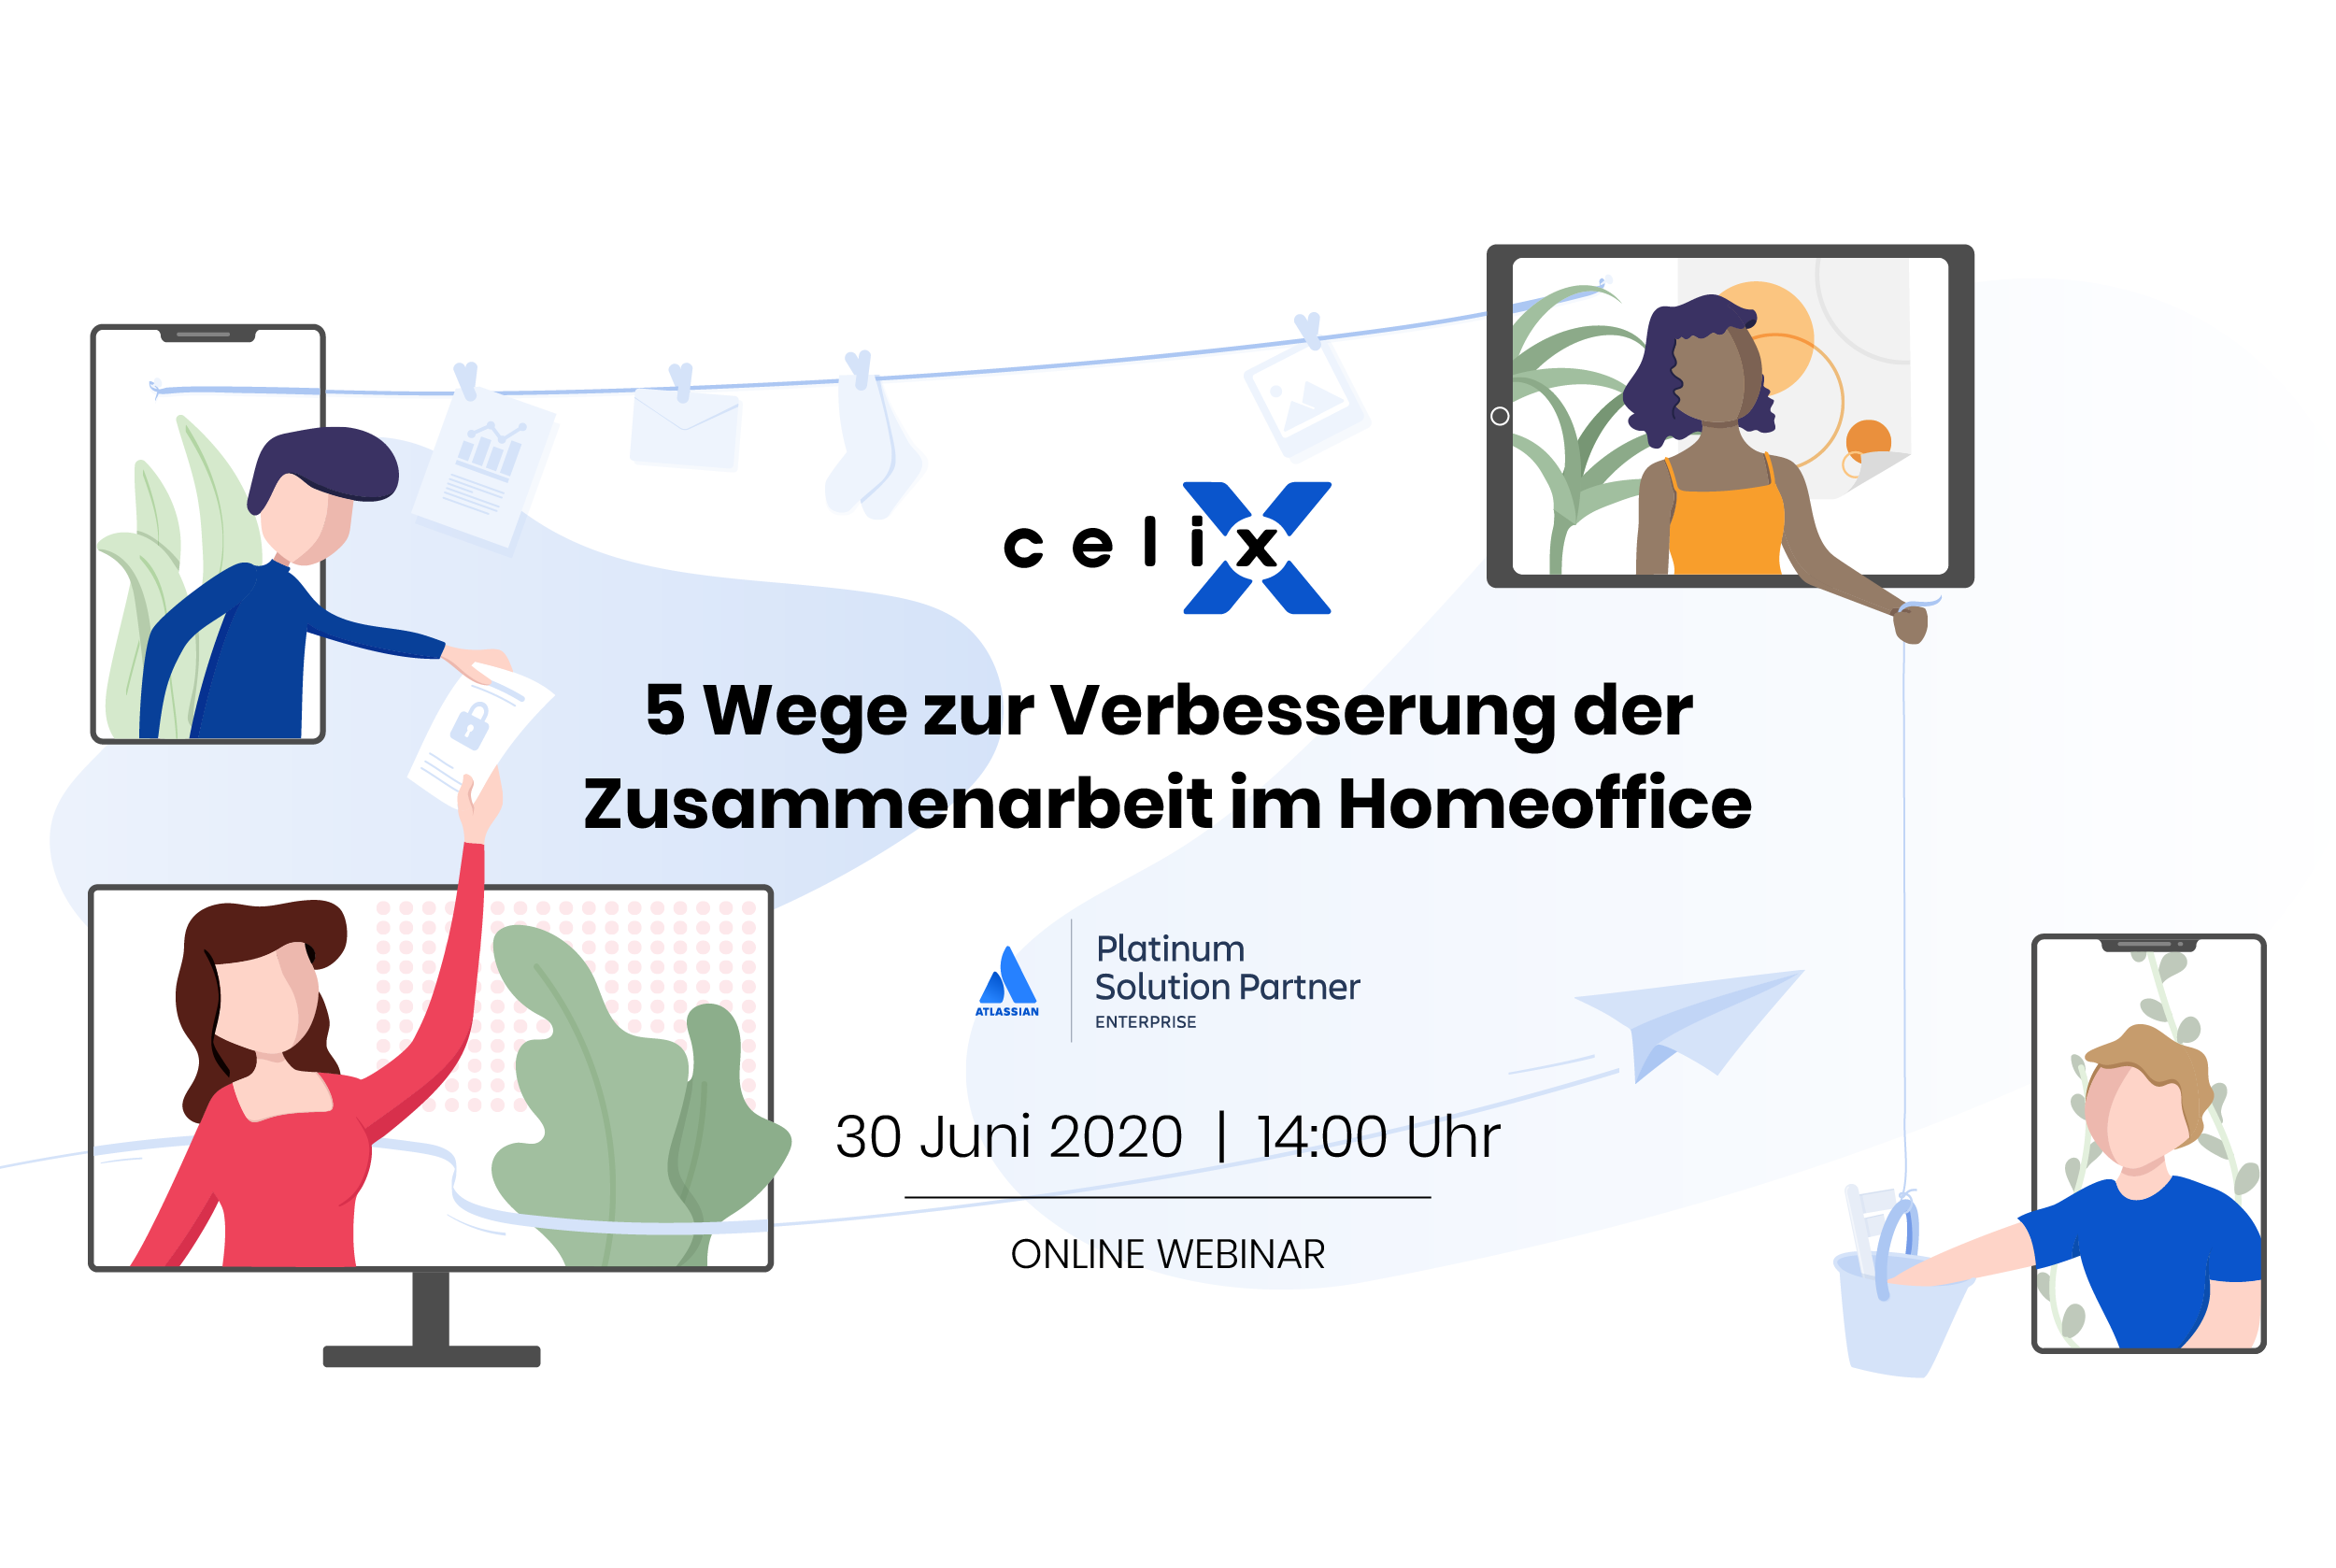 celix
5 Wege zur Verbesserung der
Zusammenarbeit im Homeoffice
ATLASSIAN
Platinum
Solution Partner
ENTERPRISE
30 Juni 2020 | 14:00 Uhr
ONLINE WEBINAR